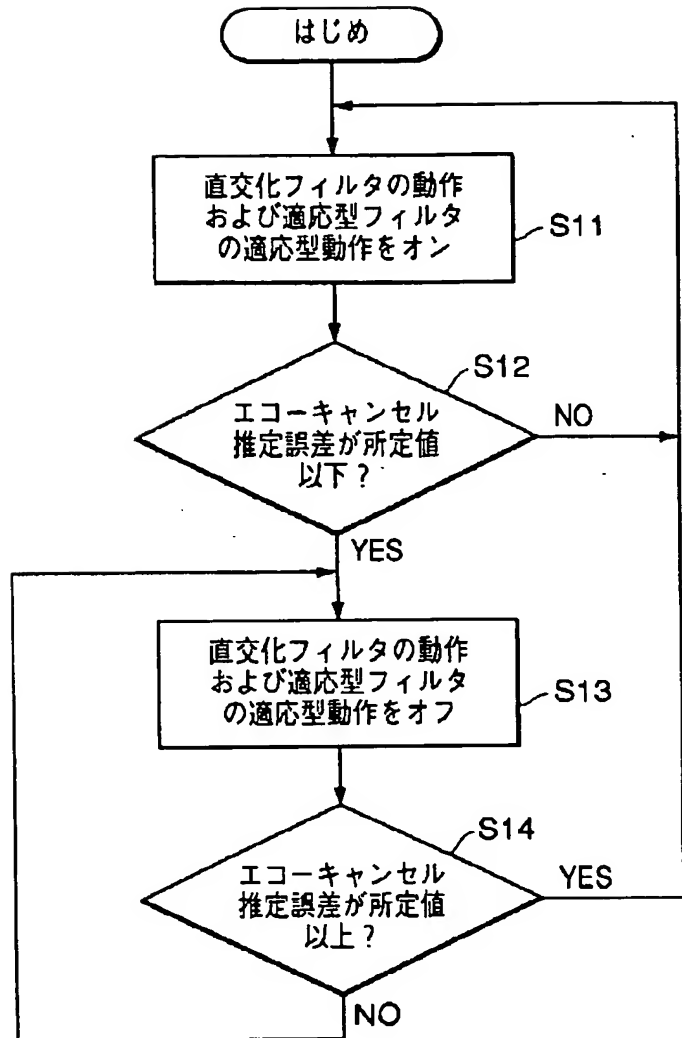 はじめ
直交化フィルタの動作
および適応型フィルタ
の適応型動作をオン
S11
S12
エコーキャンセル
推定誤差が所定値
以下？
NO
YES
直交化フィルタの動作
および適応型フィルタ
の適応型動作をオフ
S13
S14
エコーキャンセル
推定誤差が所定値
以上？
YES
NO